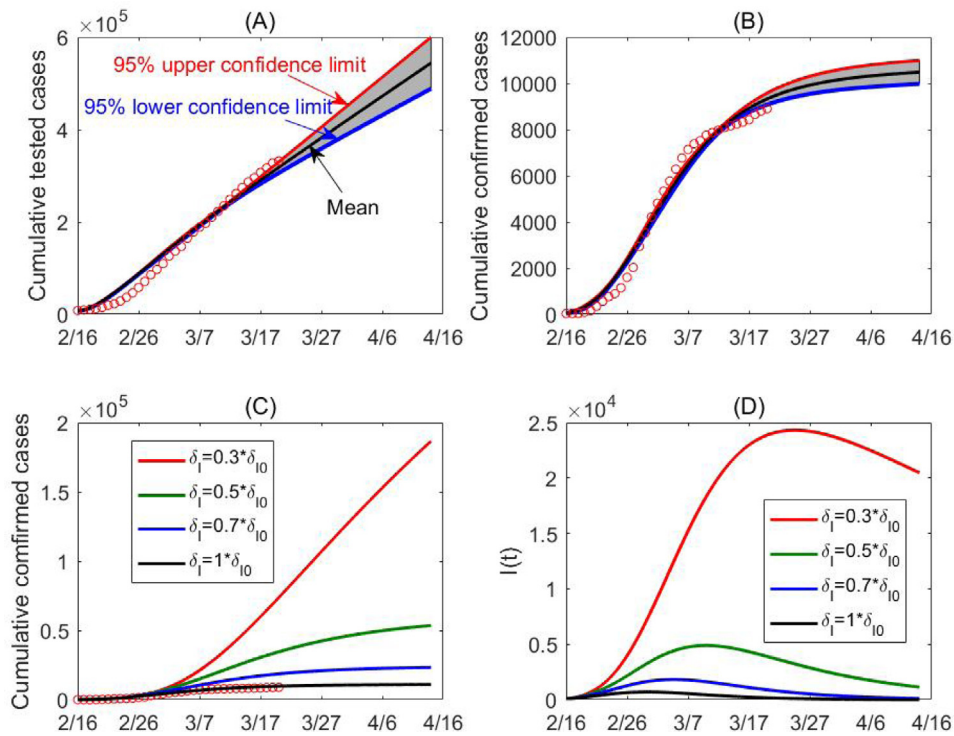 (A)
×10⁵
Cumulative tested cases
6
4
2
0
95% upper confidence limit
95% lower confidence limit
Mean
2/16 2/26 3/7 3/17 3/27 4/6 4/16
(B)
Cumulative confirmed cases
12000
10000
8000
6000
4000
2000
0
2/16 2/26 3/7 3/17 3/27 4/6 4/16
(C)
×10⁵
Cumulative comfirmed cases
2
1.5
1
0.5
0
δI=0.3*δI0
δI=0.5*δI0
δI=0.7*δI0
δI=1*δI0
2/16 2/26 3/7 3/17 3/27 4/6 4/16
(D)
×10⁴
I(t)
2.5
2
1.5
1
0.5
0
δI=0.3*δI0
δI=0.5*δI0
δI=0.7*δI0
δI=1*δI0
2/16 2/26 3/7 3/17 3/27 4/6 4/16